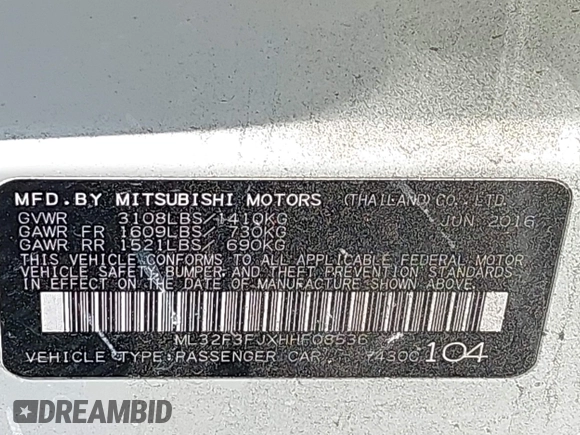 MFD.BY MITSUBISHI MOTORS (THAILAND) CO., LTD.
GVWR 3108LBS/1410KG JUN 2016
GAWR FR 1609LBS/ 730KG
GAWR RR 1521LBS/ 690KG
THIS VEHICLE CONFORMS TO ALL APPLICABLE FEDERAL MOTOR
VEHICLE SAFETY, BUMPER, AND THEFT PREVENTION STANDARDS
IN EFFECT ON THE DATE OF MANUFACTURE SHOWN ABOVE.
ML32F3FJXHHF08536
VEHICLE TYPE:PASSENGER CAR 7430C 104
DREAMBID